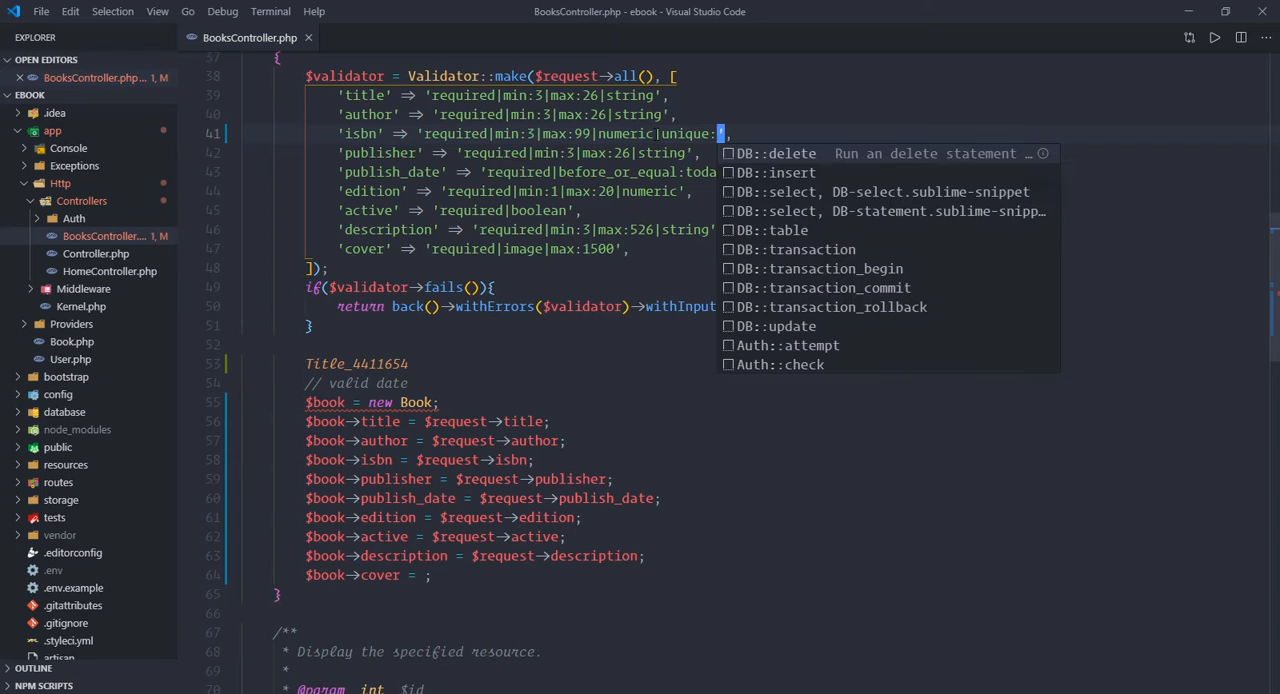 File Edit Selection View Go Debug Terminal Help
BooksController.php - ebook - Visual Studio Code
EXPLORER
BooksController.php ×
OPEN EDITORS
× BooksController.php ... 1, M
EBOOK
.idea
app
Console
Exceptions
Http
Controllers
Auth
BooksController.... 1, M
Controller.php
HomeController.php
Middleware
Kernel.php
Providers
Book.php
User.php
bootstrap
config
database
node_modules
public
resources
routes
storage
tests
vendor
.editorconfig
.env
.env.example
.gitattributes
.gitignore
.styleci.yml
artisan
OUTLINE
NPM SCRIPTS
37 {
38 $validator = Validator::make($request->all(), [
39 'title' => 'required|min:3|max:26|string',
40 'author' => 'required|min:3|max:26|string',
41 'isbn' => 'required|min:3|max:99|numeric|unique:',
42 'publisher' => 'required|min:3|max:26|string',
43 'publish_date' => 'required|before_or_equal:toda
44 'edition' => 'required|min:1|max:20|numeric',
45 'active' => 'required|boolean',
46 'description' => 'required|min:3|max:526|string'
47 'cover' => 'required|image|max:1500',
48 ]);
49 if($validator->fails()){
50 return back()->withErrors($validator)->withInput
51 }
52
53 Title_4411654
54 // valid date
55 $book = new Book;
56 $book->title = $request->title;
57 $book->author = $request->author;
58 $book->isbn = $request->isbn;
59 $book->publisher = $request->publisher;
60 $book->publish_date = $request->publish_date;
61 $book->edition = $request->edition;
62 $book->active = $request->active;
63 $book->description = $request->description;
64 $book->cover = ;
65 }
66
67 /**
68 * Display the specified resource.
69 *
70 * @param int $id
DB::delete Run an delete statement ...
DB::insert
DB::select, DB-select.sublime-snippet
DB::select, DB-statement.sublime-snipp...
DB::table
DB::transaction
DB::transaction_begin
DB::transaction_commit
DB::transaction_rollback
DB::update
Auth::attempt
Auth::check